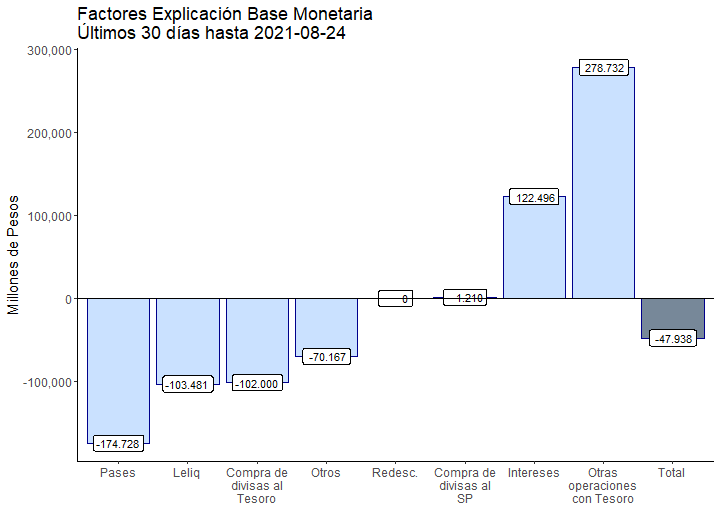 Factores Explicación Base Monetaria
Últimos 30 días hasta 2021-08-24
Millones de Pesos
300,000
200,000
100,000
0
-100,000
-174.728
-103.481
-102.000
-70.167
0
1.210
122.496
278.732
-47.938
Pases
Leliq
Compra de
divisas al
Tesoro
Otros
Redesc.
Compra de
divisas al
SP
Intereses
Otras
operaciones
con Tesoro
Total